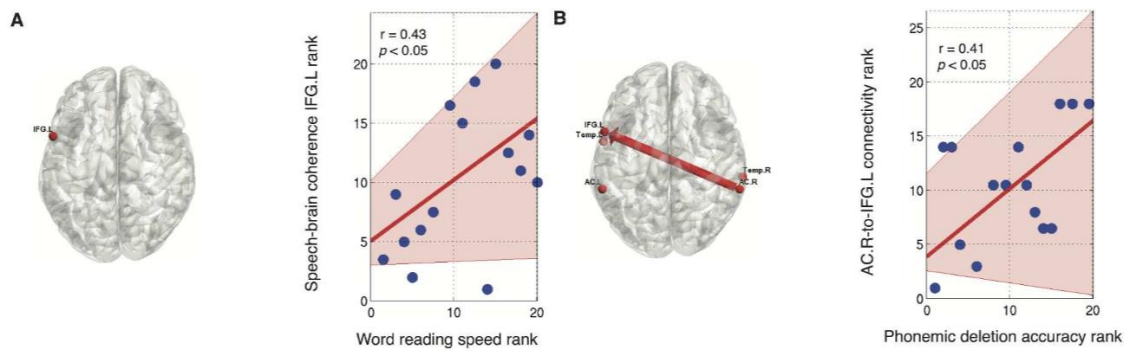 A
IFG.L
Speech-brain coherence IFG.L rank
20
15
10
5
0
r = 0.43
p < 0.05
0
10
20
Word reading speed rank
B
IFG.L
Temp.L
AC.L
Temp.R
AC.R
AC.R-to-IFG.L connectivity rank
25
20
15
10
5
0
r = 0.41
p < 0.05
0
10
20
Phonemic deletion accuracy rank